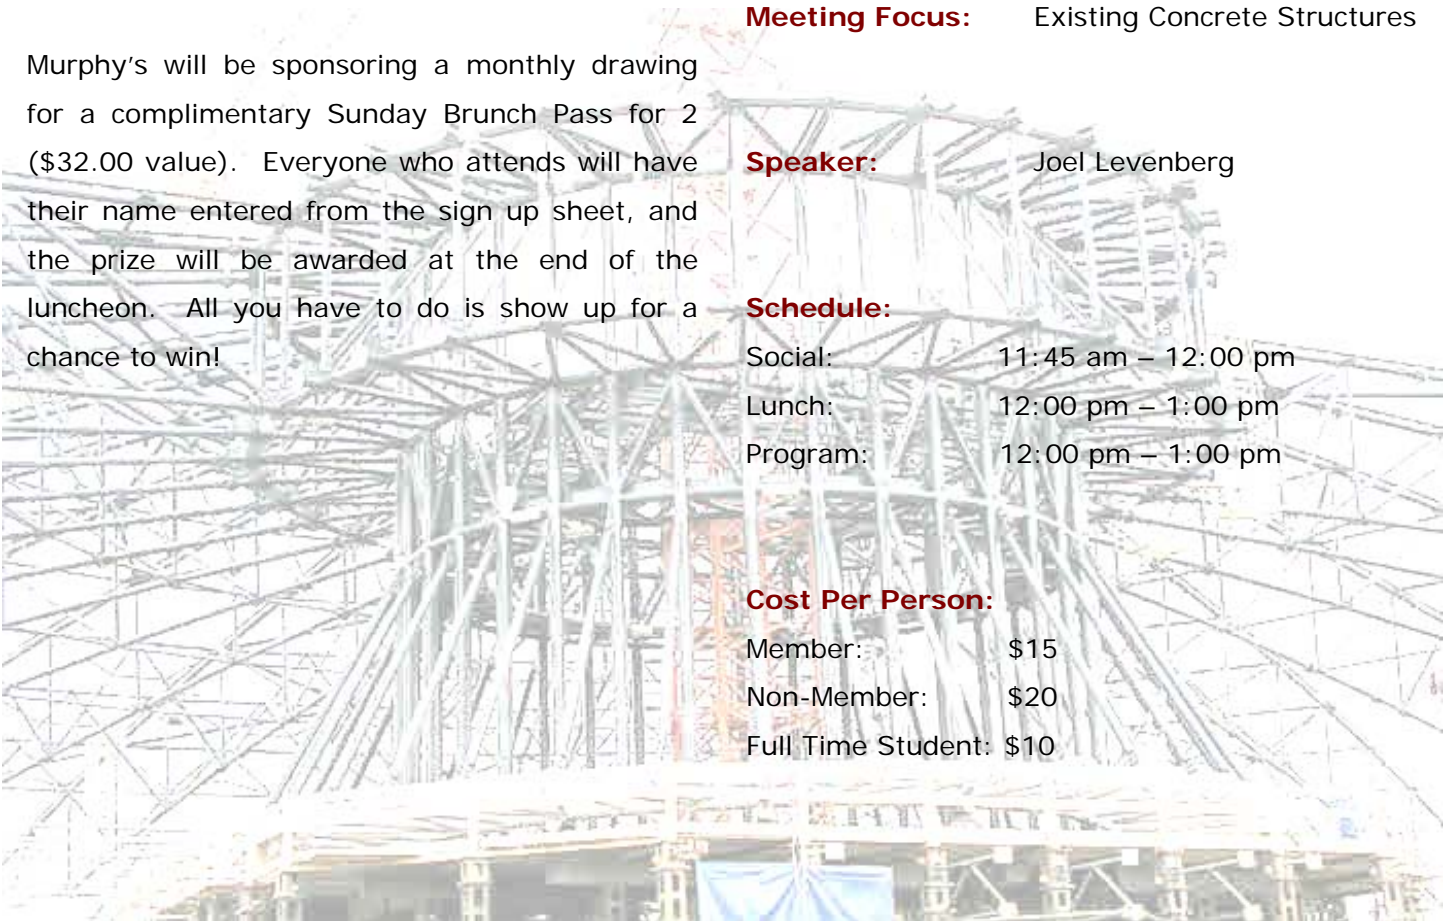 Murphy's will be sponsoring a monthly drawing
for a complimentary Sunday Brunch Pass for 2
($32.00 value). Everyone who attends will have
their name entered from the sign up sheet, and
the prize will be awarded at the end of the
luncheon. All you have to do is show up for a
chance to win!
Meeting Focus: Existing Concrete Structures
Speaker: Joel Levenberg
Schedule:
Social: 11:45 am – 12:00 pm
Lunch: 12:00 pm – 1:00 pm
Program: 12:00 pm – 1:00 pm
Cost Per Person:
Member: $15
Non-Member: $20
Full Time Student: $10